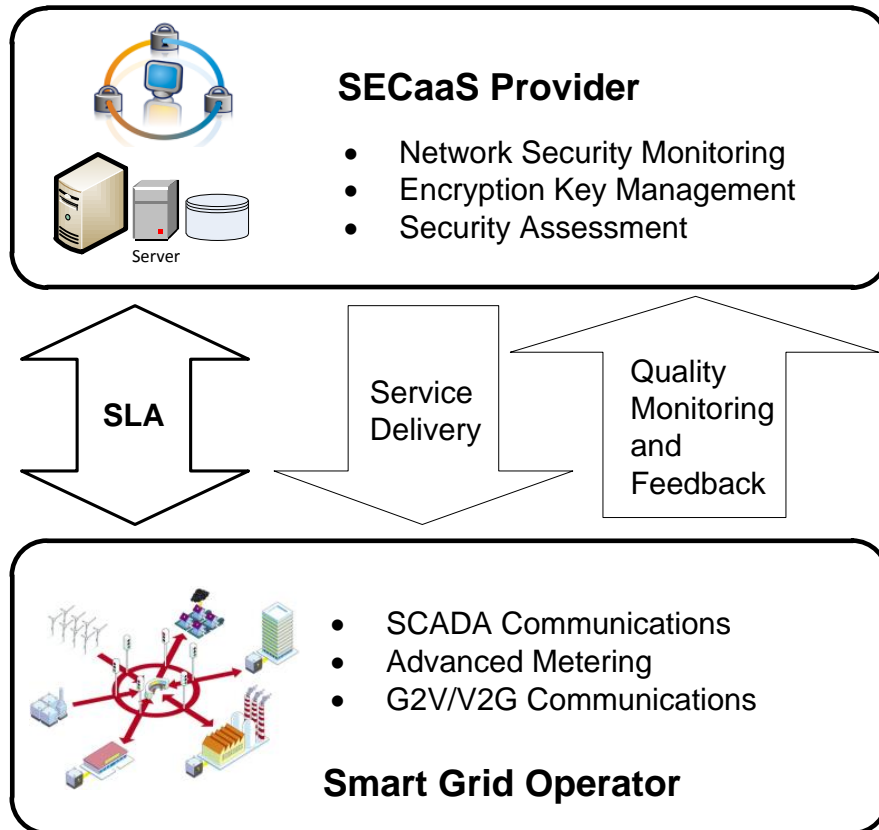 SECaaS Provider
• Network Security Monitoring
• Encryption Key Management
• Security Assessment
Server
SLA
Service
Delivery
Quality
Monitoring
and
Feedback
• SCADA Communications
• Advanced Metering
• G2V/V2G Communications
Smart Grid Operator